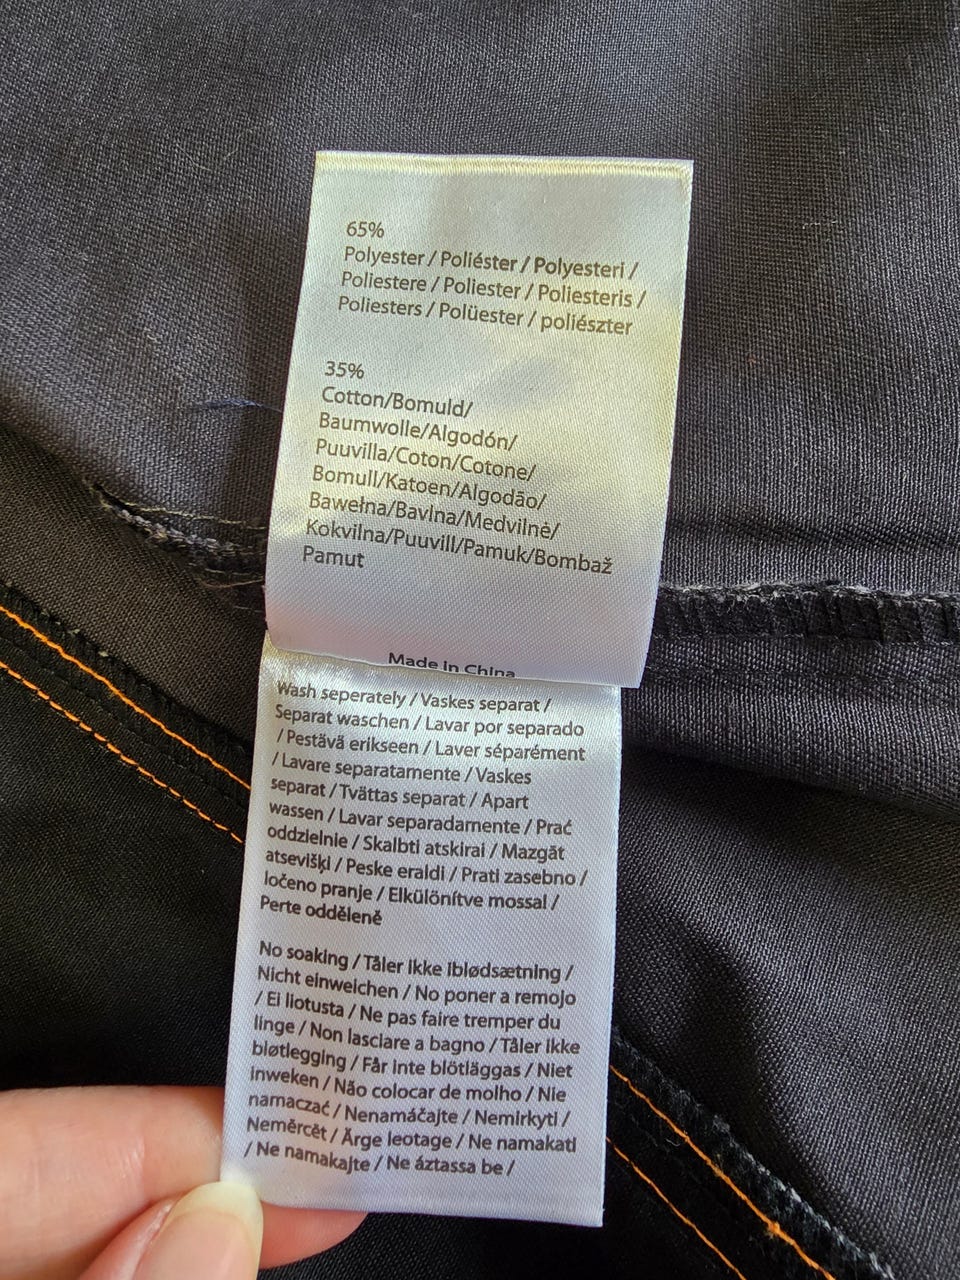 65%
Polyester / Poliéster / Polyesteri /
Poliestere / Poliester / Poliesteris /
Poliesters / Polüester / poliészter
35%
Cotton/Bomuld/
Baumwolle/Algodón/
Puuvilla/Coton/Cotone/
Bomull/Katoen/Algodão/
Bawełna/Bavlna/Medvilnė/
Kokvilna/Puuvill/Pamuk/Bombaž
Pamut
Made in China
Wash seperately / Vaskes separat /
Separat waschen / Lavar por separado
/ Pestävä erikseen / Laver séparément
/ Lavare separatamente / Vaskes
separat / Tvättas separat / Apart
wassen / Lavar separadamente / Prać
oddzielnie / Skalbti atskirai / Mazgāt
atsevišķi / Peske eraldi / Prati zasebno /
ločeno pranje / Elkülönítve mossal /
Perte odděleně
No soaking / Tåler ikke iblødsætning /
Nicht einweichen / No poner a remojo
/ Ei liotusta / Ne pas faire tremper du
linge / Non lasciare a bagno / Tåler ikke
bløtlegging / Får inte blötläggas / Niet
inweken / Não colocar de molho / Nie
namaczać / Nenamáčajte / Nemirkyti /
Nemērcēt / Ärge leotage / Ne namakati
/ Ne namakajte / Ne áztassa be /